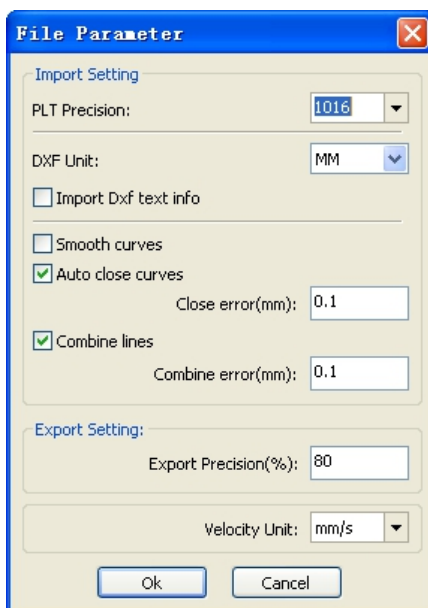 File Parameter
Import Setting
PLT Precision: 1016
DXF Unit: MM
Import Dxf text info
Smooth curves
Auto close curves
Close error(mm): 0.1
Combine lines
Combine error(mm): 0.1
Export Setting:
Export Precision(%): 80
Velocity Unit: mm/s
Ok Cancel